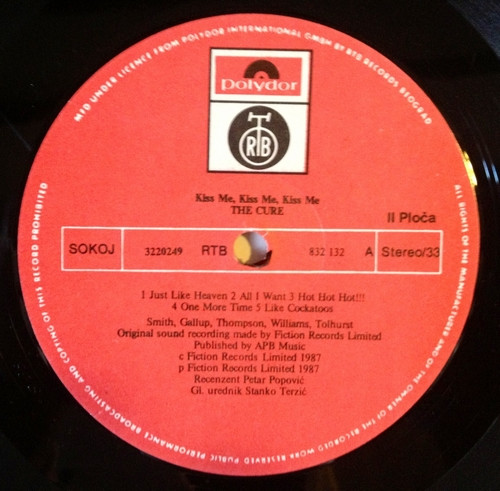 MFD UNDER LICENCE FROM POLYDOR INTERNATIONAL GMBH BY RTB RECORDS BEOGRAD
polydor
RTB
Kiss Me, Kiss Me, Kiss Me
THE CURE
II Ploča
SOKOJ 3220249 RTB 832 132 A Stereo/33
1 Just Like Heaven 2 All I Want 3 Hot Hot Hot!!!
4 One More Time 5 Like Cockatoos
Smith, Gallup, Thompson, Williams, Tolhurst
Original sound recording made by Fiction Records Limited
Published by APB Music
c Fiction Records Limited 1987
p Fiction Records Limited 1987
Recenzent Petar Popović
Gl. urednik Stanko Terzić
ALL RIGHTS OF THE MANUFACTURER AND OF THE OWNER OF THE RECORDED WORK RESERVED PUBLIC PERFORMANCE BROADCASTING AND COPYING OF THIS RECORD PROHIBITED